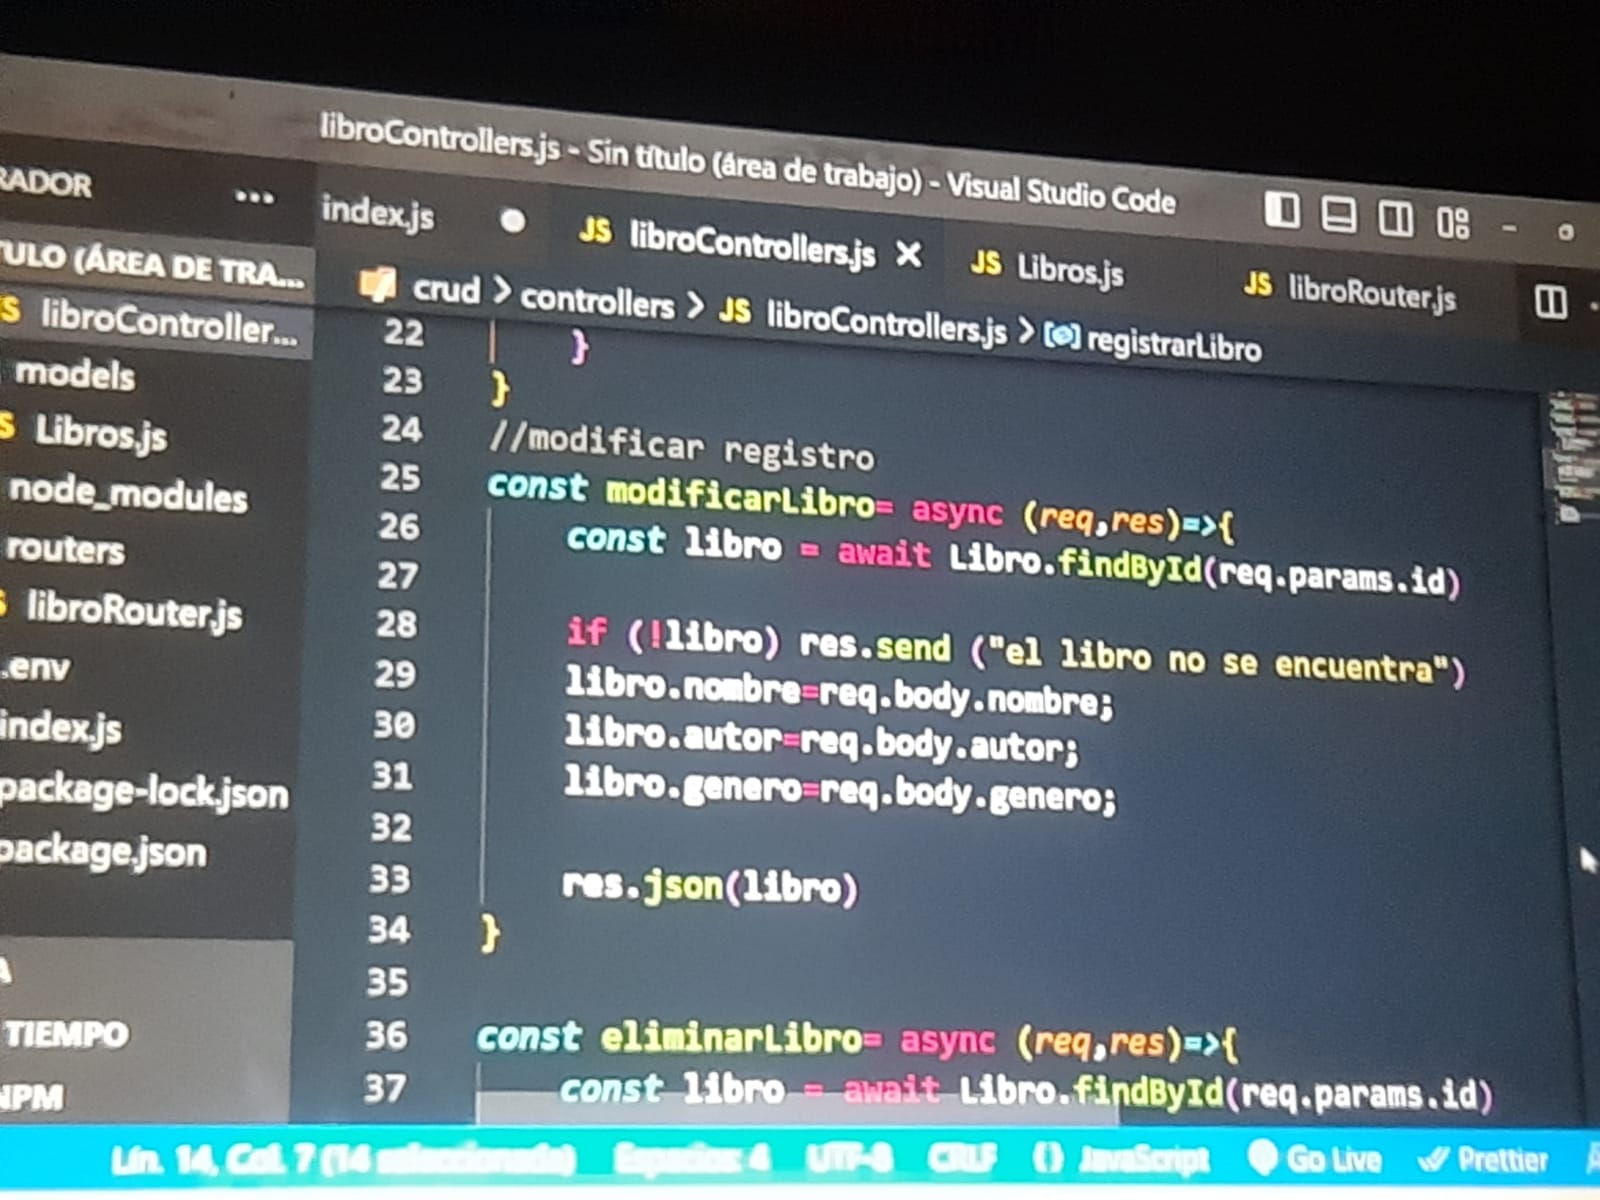 libroControllers.js - Sin título (área de trabajo) - Visual Studio Code
RADOR ...
index.js
JS libroControllers.js
JS Libros.js
JS libroRouter.js
TULO (ÁREA DE TRA...
crud > controllers > JS libroControllers.js > registrarLibro
S libroController...
models
S Libros.js
node_modules
routers
S libroRouter.js
.env
index.js
package-lock.json
package.json
A
TIEMPO
NPM
22 }
23 }
24 //modificar registro
25 const modificarLibro= async (req,res)=>{
26 const libro = await Libro.findById(req.params.id)
27
28 if (!libro) res.send ("el libro no se encuentra")
29 libro.nombre=req.body.nombre;
30 libro.autor=req.body.autor;
31 libro.genero=req.body.genero;
32
33 res.json(libro)
34 }
35
36 const eliminarLibro= async (req,res)=>{
37 const libro = await Libro.findById(req.params.id)
Lín. 14, Col. 7 (14 seleccionada) Espacios: 4 UTF-8 CRLF {} JavaScript Go Live Prettier